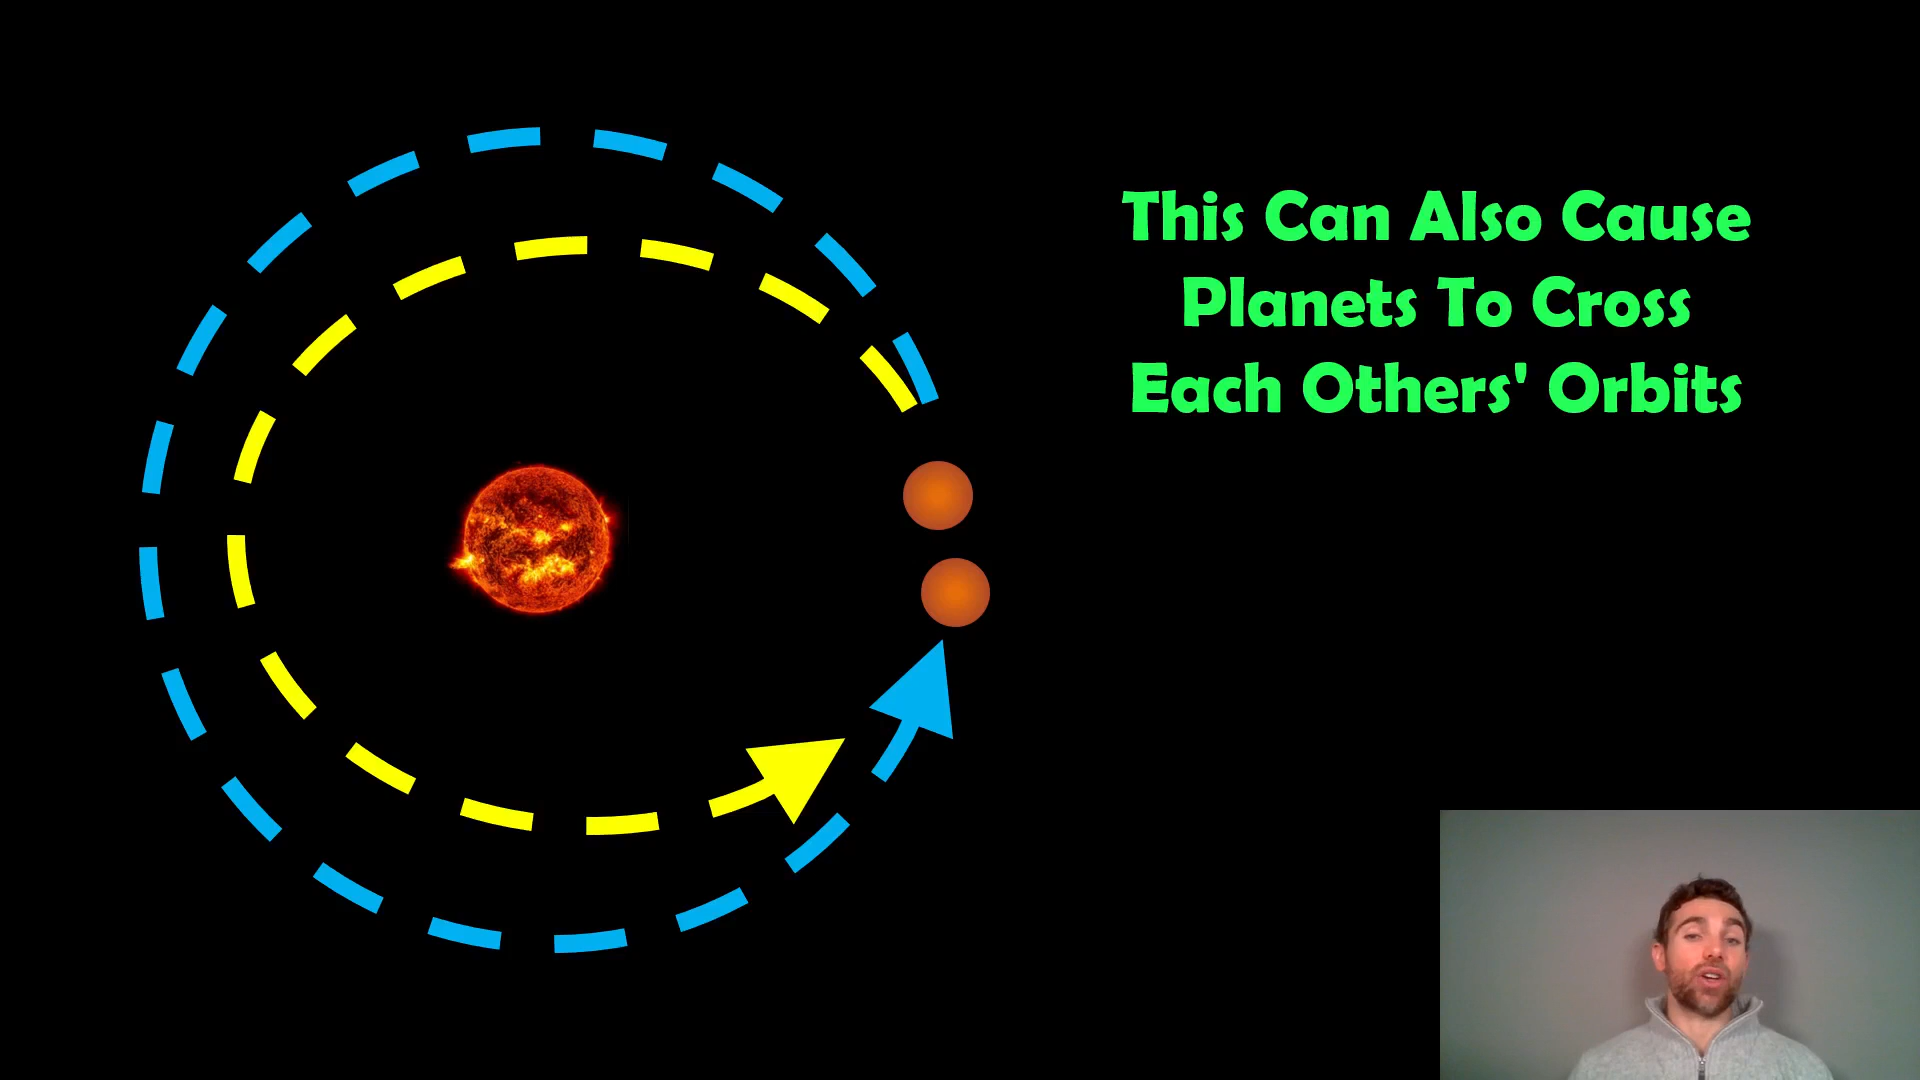 This Can Also Cause
Planets To Cross
Each Others' Orbits